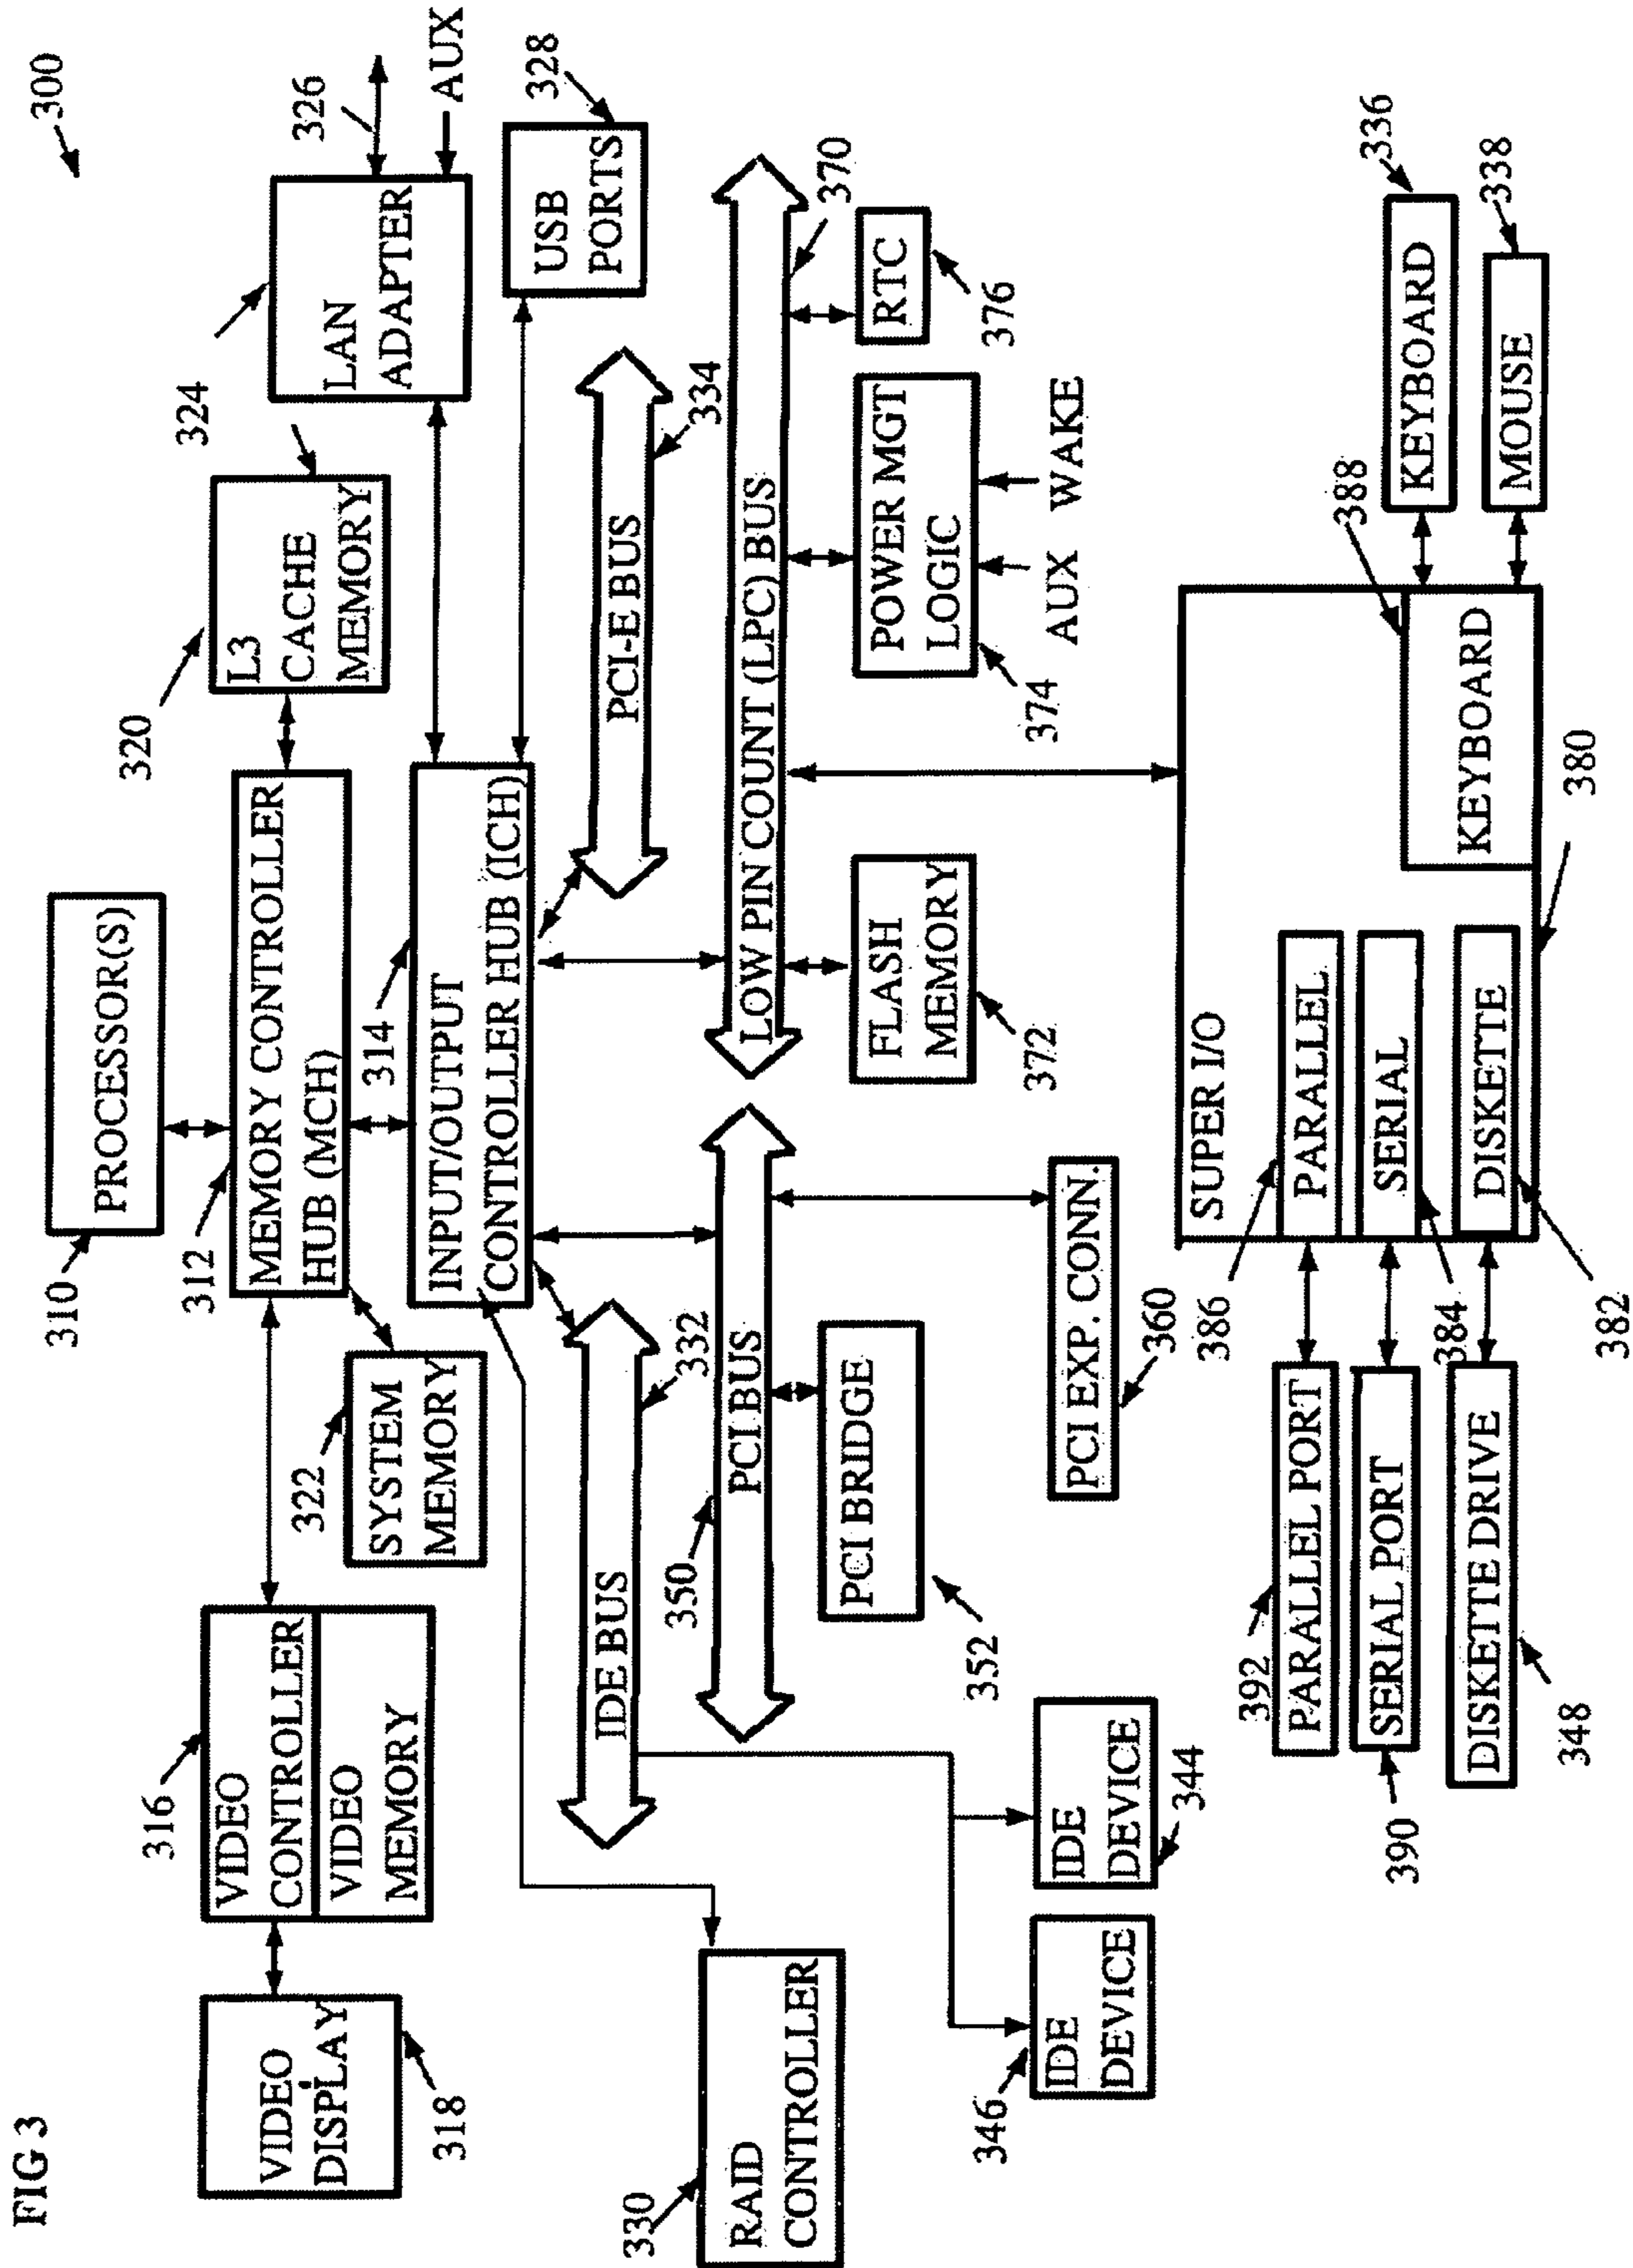 FIG 3
300
PROCESSOR(S)
310
312
MEMORY CONTROLLER
HUB (MCH)
320
L3
CACHE
MEMORY
324
LAN
ADAPTER
326
AUX
316
VIDEO
CONTROLLER
VIDEO
MEMORY
VIDEO
DISPLAY
318
322
SYSTEM
MEMORY
314
INPUT/OUTPUT
CONTROLLER HUB (ICH)
USB
PORTS
328
IDE BUS
332
PCI-E BUS
334
330
RAID
CONTROLLER
350
PCI BUS
LOW PIN COUNT (LPC) BUS
370
PCI BRIDGE
352
FLASH
MEMORY
372
POWER MGT
LOGIC
374
AUX
WAKE
RTC
376
346
IDE
DEVICE
IDE
DEVICE
344
PCI EXP. CONN.
360
SUPER I/O
392
PARALLEL PORT
386
PARALLEL
SERIAL PORT
390
SERIAL
384
DISKETTE DRIVE
348
DISKETTE
382
KEYBOARD
388
380
KEYBOARD
336
MOUSE
338